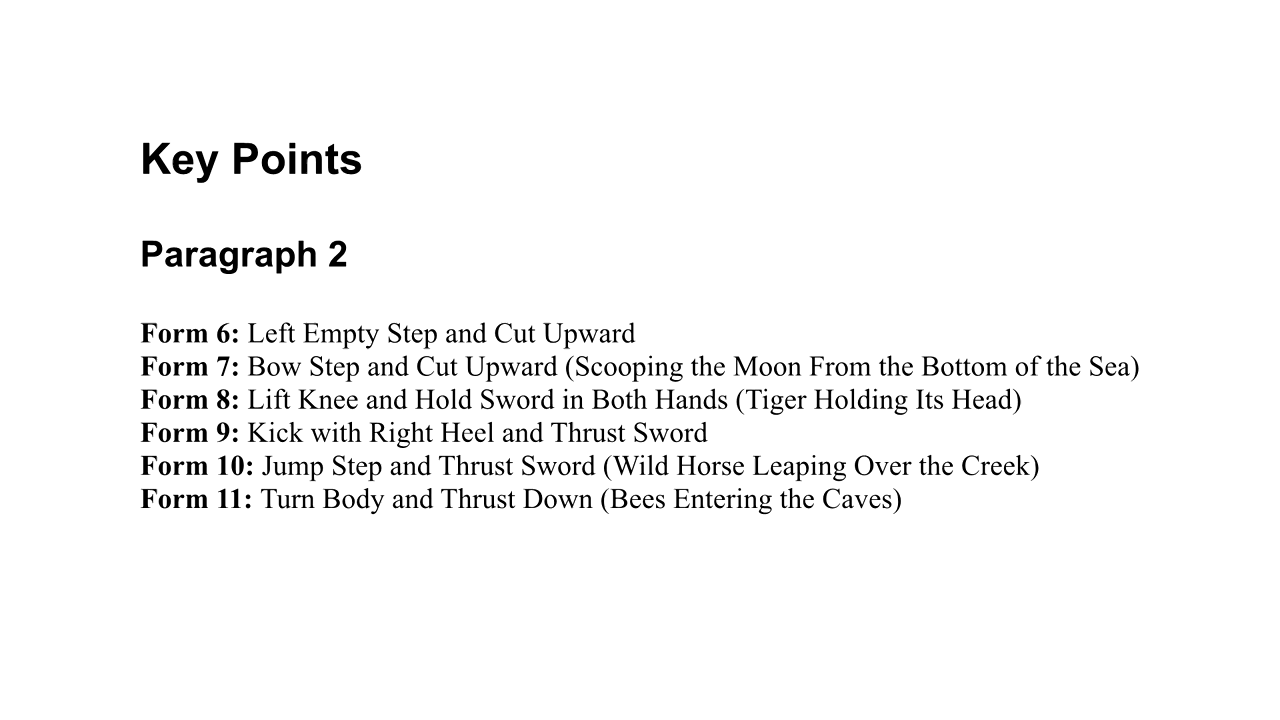 Key Points
Paragraph 2
Form 6: Left Empty Step and Cut Upward
Form 7: Bow Step and Cut Upward (Scooping the Moon From the Bottom of the Sea)
Form 8: Lift Knee and Hold Sword in Both Hands (Tiger Holding Its Head)
Form 9: Kick with Right Heel and Thrust Sword
Form 10: Jump Step and Thrust Sword (Wild Horse Leaping Over the Creek)
Form 11: Turn Body and Thrust Down (Bees Entering the Caves)